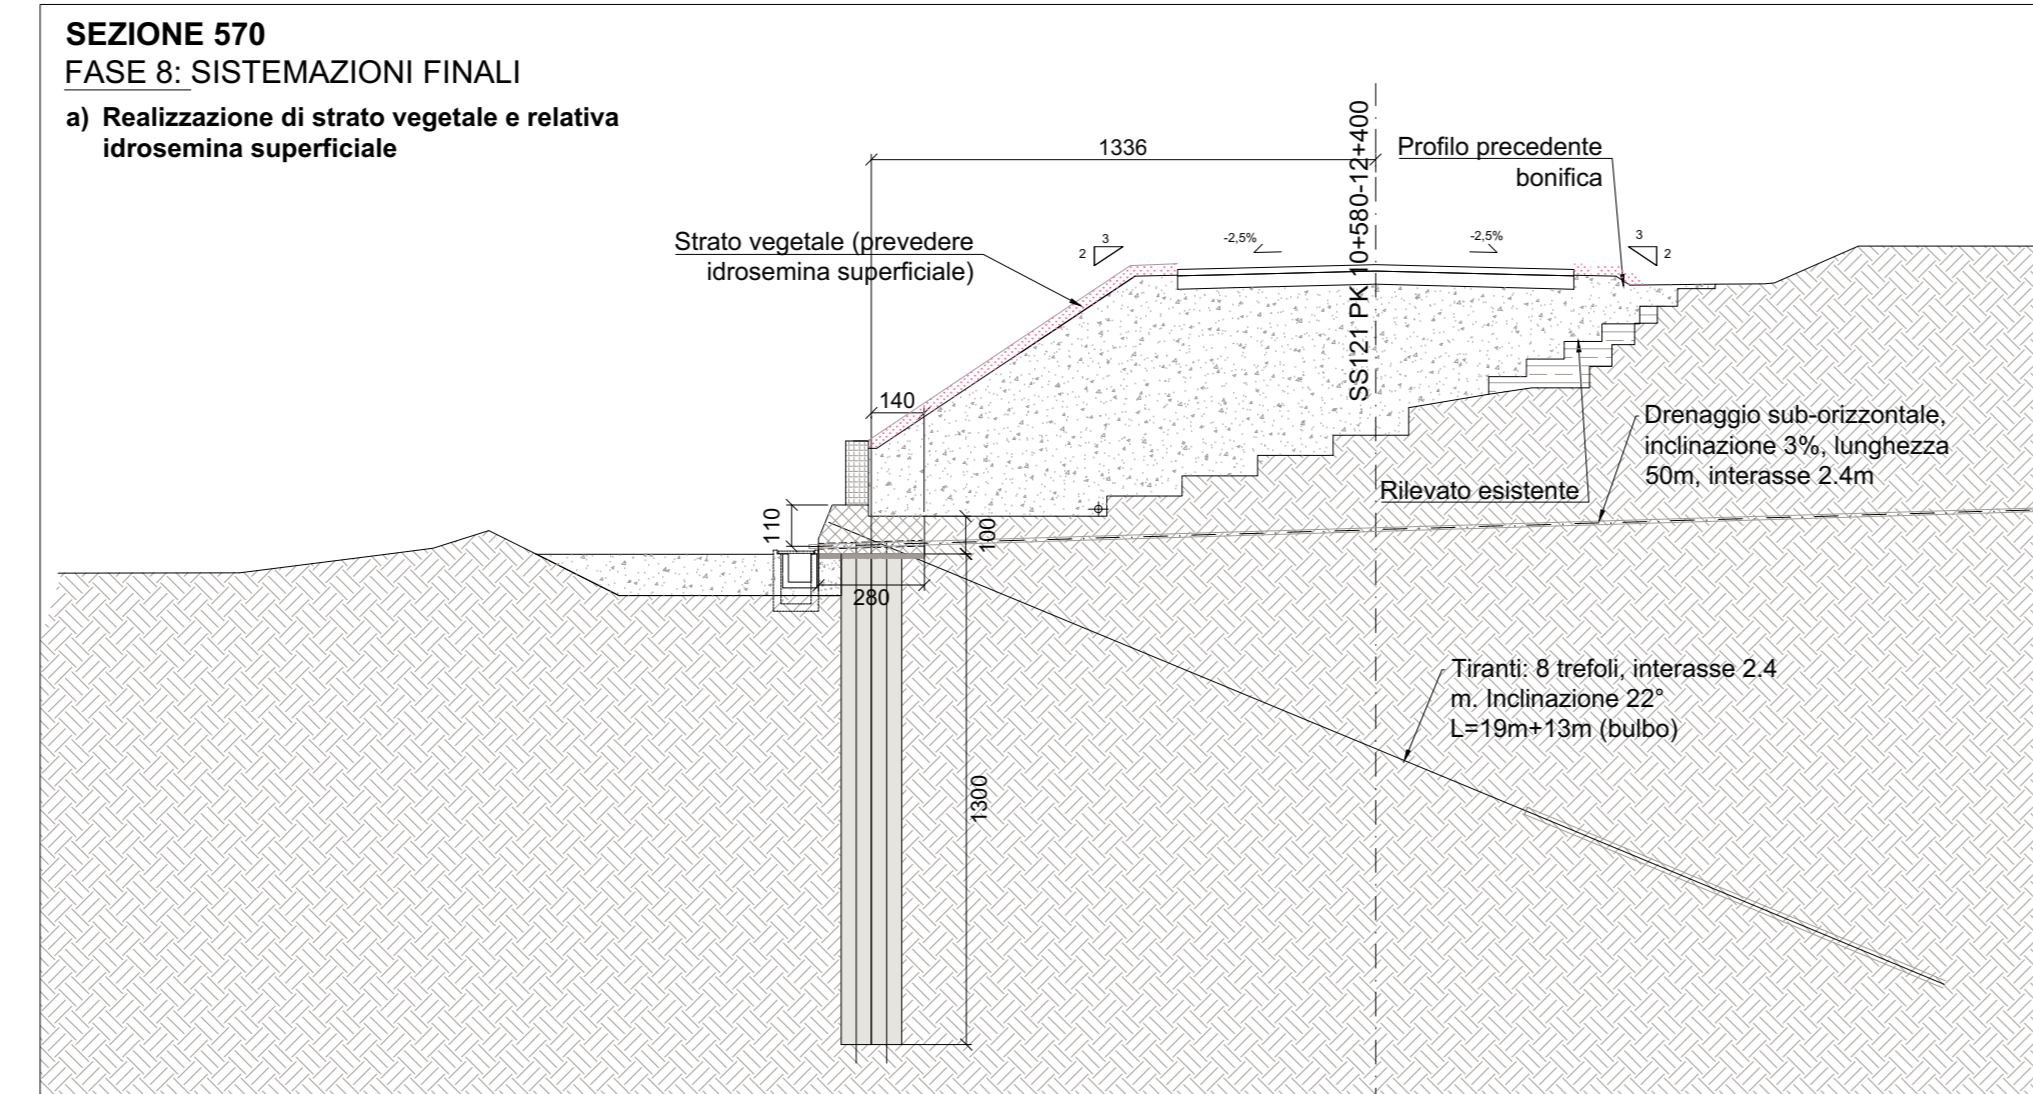 SEZIONE 570
FASE 8: SISTEMAZIONI FINALI
a) Realizzazione di strato vegetale e relativa
idrosemina superficiale
1336
SS121 PK 10+580-12+400
Profilo precedente
bonifica
Strato vegetale (prevedere
idrosemina superficiale)
3
2
-2,5%
-2,5%
3
2
140
Drenaggio sub-orizzontale,
inclinazione 3%, lunghezza
50m, interasse 2.4m
Rilevato esistente
110
100
280
Tiranti: 8 trefoli, interasse 2.4
m. Inclinazione 22°
L=19m+13m (bulbo)
1300